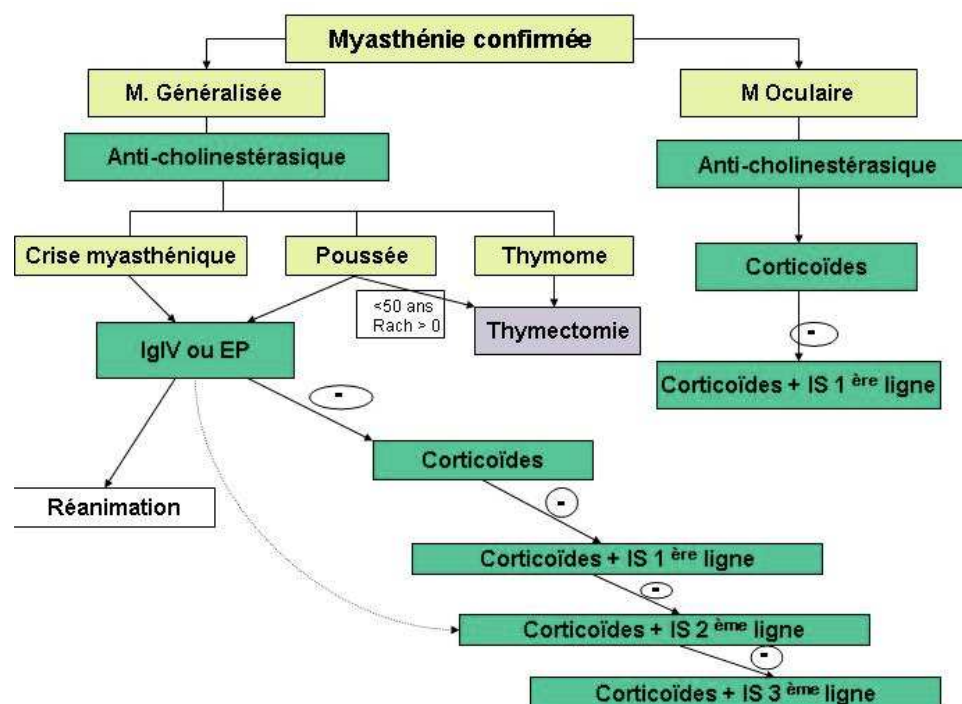 Myasthénie confirmée
M. Généralisée
M Oculaire
Anti-cholinestérasique
Anti-cholinestérasique
Crise myasthénique
Poussée
Thymome
Corticoïdes
<50 ans
Rach > 0
Thymectomie
IgIV ou EP
-
Corticoïdes + IS 1 ère ligne
-
Corticoïdes
Réanimation
-
Corticoïdes + IS 1 ère ligne
-
Corticoïdes + IS 2 ème ligne
-
Corticoïdes + IS 3 ème ligne